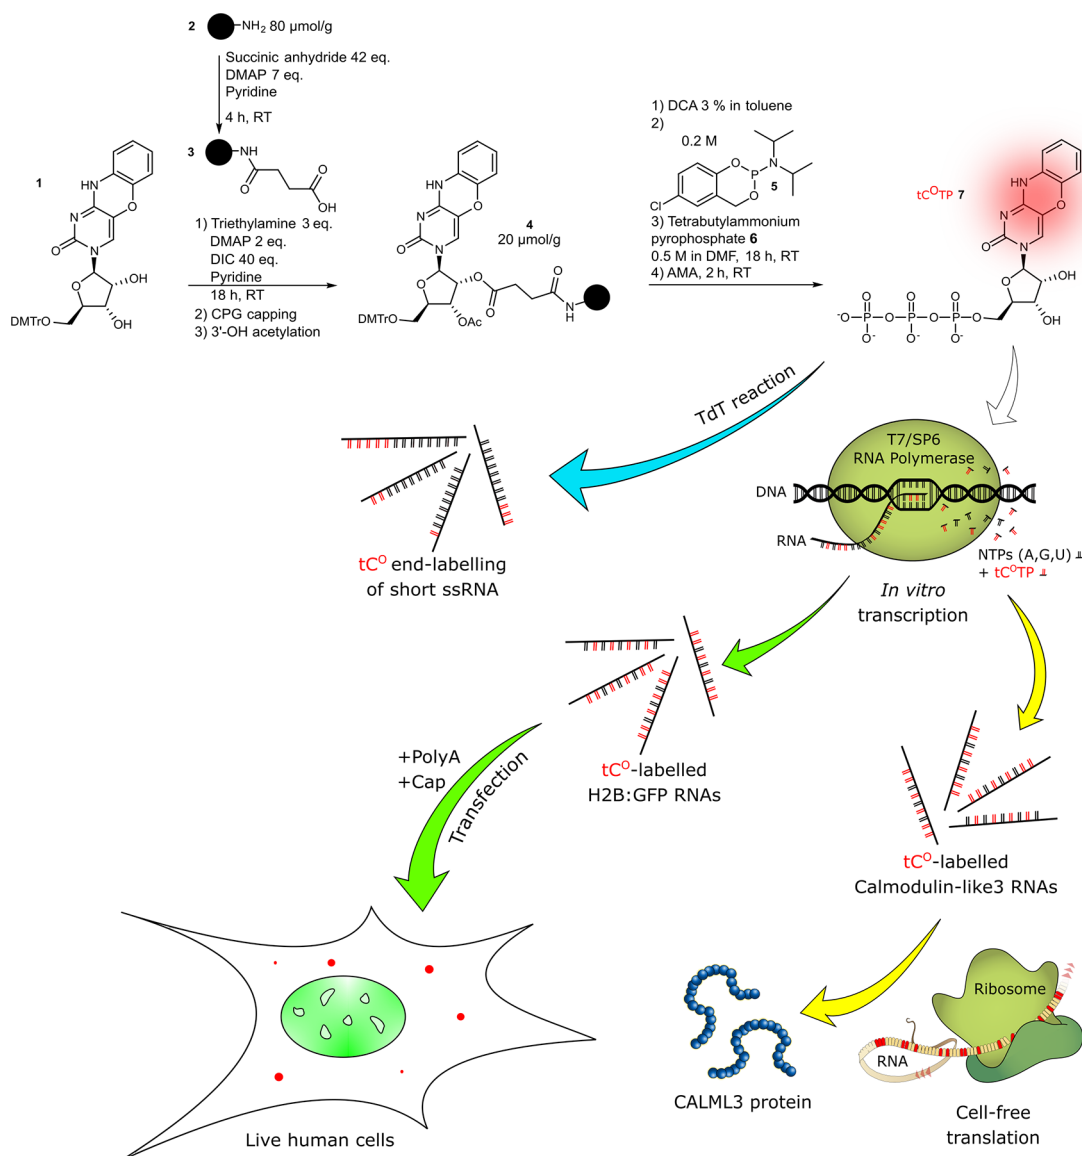 2
NH₂ 80 µmol/g
Succinic anhydride 42 eq.
DMAP 7 eq.
Pyridine
4 h, RT
3
NH
O
O
OH
1
HN
N
O
O
N
O
OH
DMTrO
OH
1) Triethylamine 3 eq.
DMAP 2 eq.
DIC 40 eq.
Pyridine
18 h, RT
2) CPG capping
3) 3'-OH acetylation
4
20 µmol/g
HN
N
O
O
N
O
O
O
O
N
H
DMTrO
OAc
1) DCA 3 % in toluene
2)
0.2 M
O
P
N
O
Cl
5
3) Tetrabutylammonium
pyrophosphate 6
0.5 M in DMF, 18 h, RT
4) AMA, 2 h, RT
tCᴼTP 7
HN
N
O
O
N
O
OH
OH
O O O
-O-P-O-P-O-P-O
O- O- O-
TdT reaction
tCᴼ end-labelling
of short ssRNA
T7/SP6
RNA Polymerase
DNA
RNA
NTPs (A,G,U)
+ tCᴼTP
In vitro
transcription
+PolyA
+Cap
Transfection
tCᴼ-labelled
H2B:GFP RNAs
tCᴼ-labelled
Calmodulin-like3 RNAs
Live human cells
CALML3 protein
Ribosome
RNA
Cell-free
translation